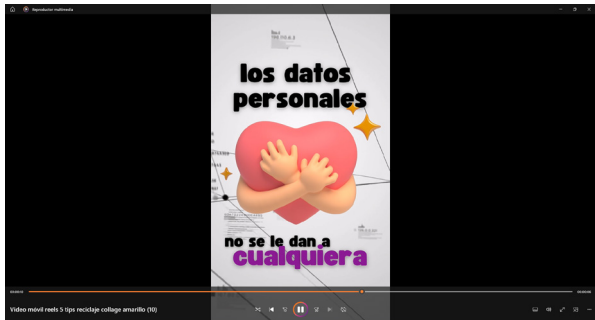 Reproductor multimedia
los datos
personales
no se le dan a
cualquiera
Video móvil reels 5 tips reciclaje collage amarillo (10)